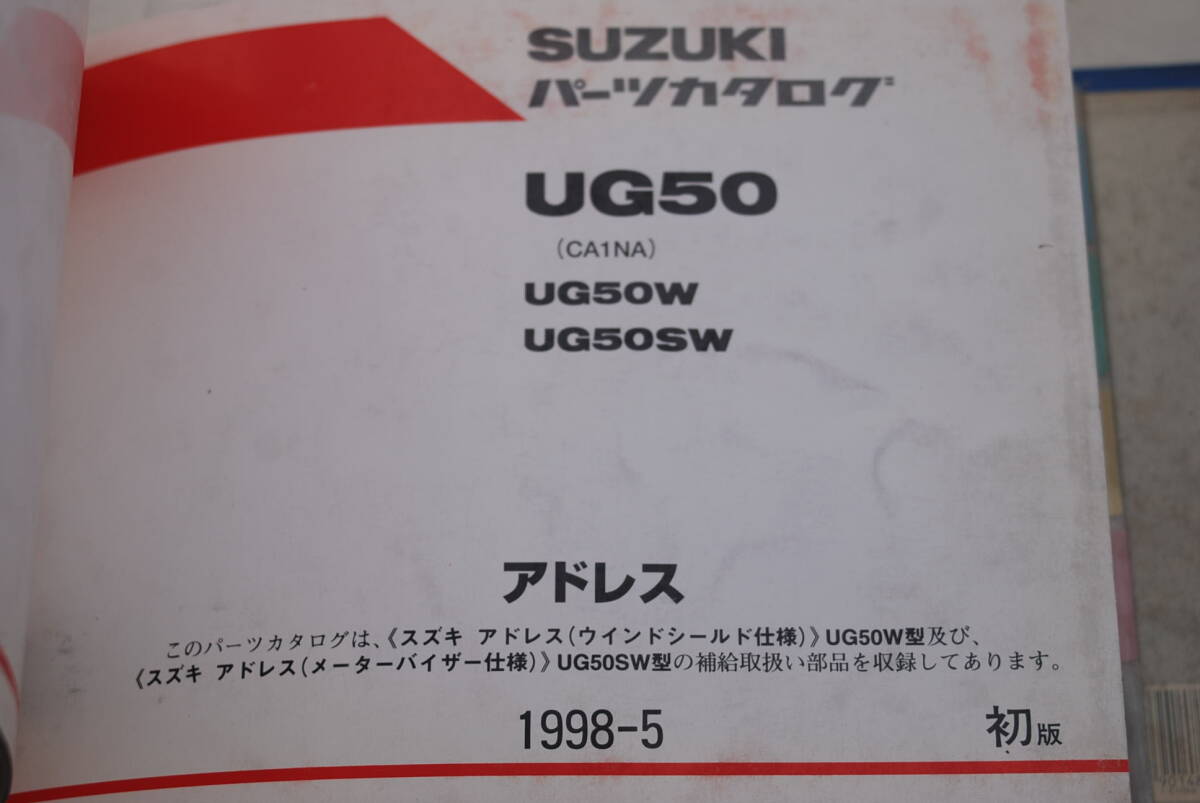 SUZUKI
パーツカタログ
UG50
(CA1NA)
UG50W
UG50SW
アドレス
このパーツカタログは、《スズキ アドレス(ウインドシールド仕様)》UG50W型及び、
《スズキ アドレス(メーターバイザー仕様)》UG50SW型の補給取扱い部品を収録してあります。
1998-5
初版